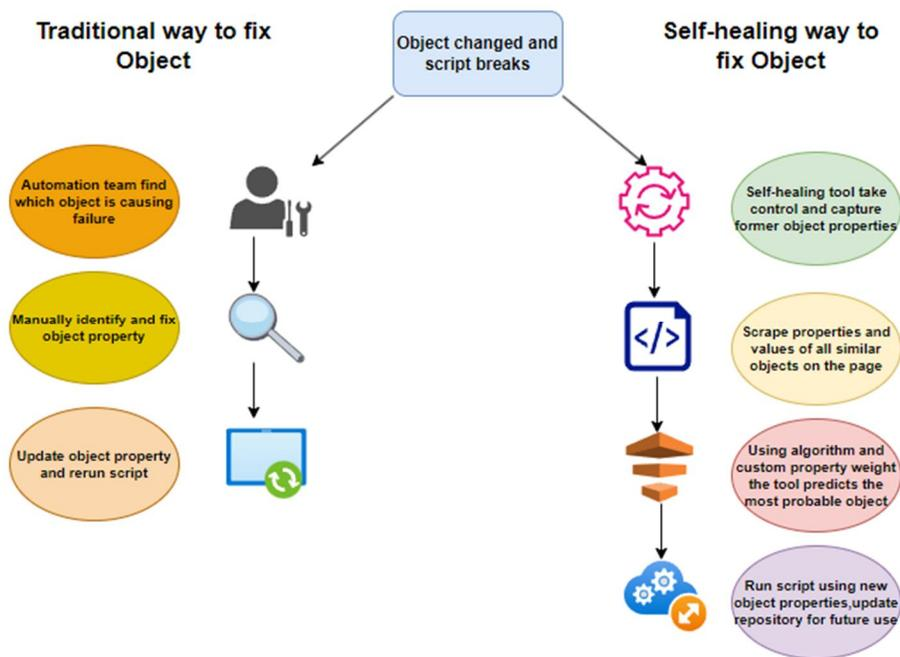 Traditional way to fix
Object
Object changed and
script breaks
Self-healing way to
fix Object
Automation team find
which object is causing
failure
Manually identify and fix
object property
Update object property
and rerun script
Self-healing tool take
control and capture
former object properties
</>
Scrape properties and
values of all similar
objects on the page
Using algorithm and
custom property weight
the tool predicts the
most probable object
Run script using new
object properties,update
repository for future use